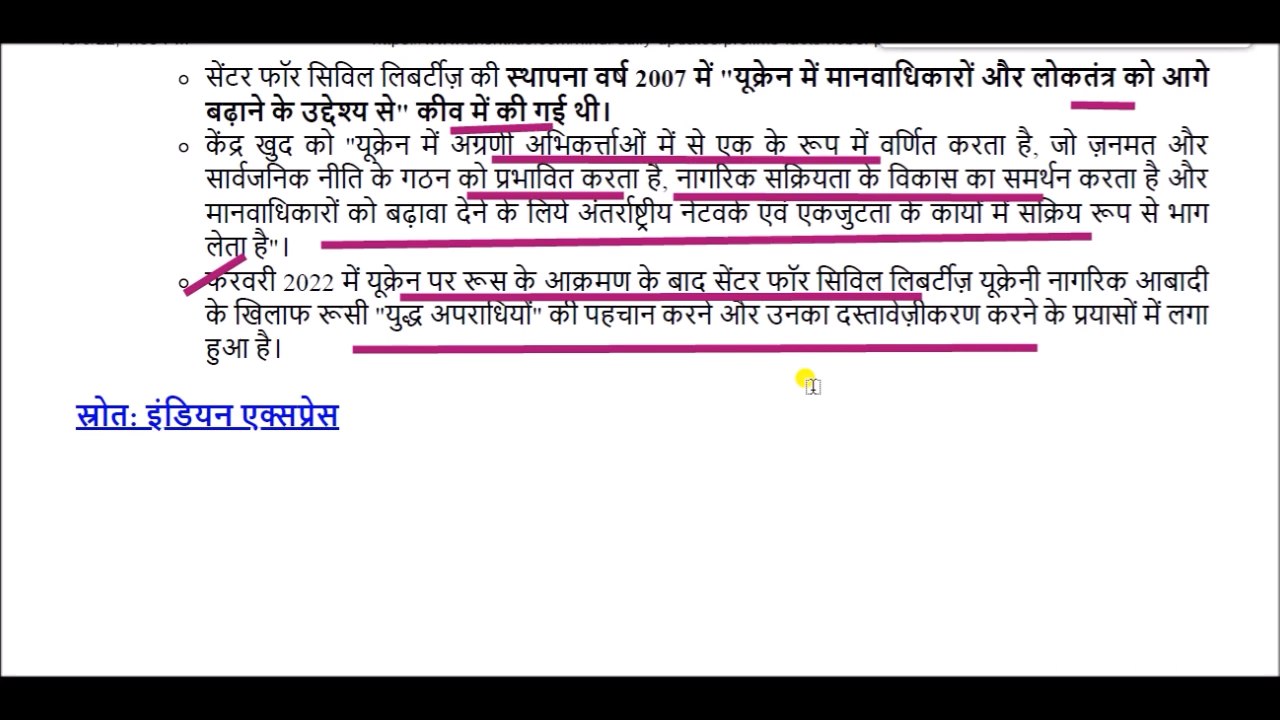 सेंटर फॉर सिविल लिबर्टीज़ की स्थापना वर्ष 2007 में "यूक्रेन में मानवाधिकारों और लोकतंत्र को आगे
बढ़ाने के उद्देश्य से" कीव में की गई थी।
केंद्र खुद को "यूक्रेन में अग्रणी अभिकर्त्ताओं में से एक के रूप में वर्णित करता है, जो ज़नमत और
सार्वजनिक नीति के गठन को प्रभावित करता है, नागरिक सक्रियता के विकास का समर्थन करता है और
मानवाधिकारों को बढ़ावा देने के लिये अंतर्राष्ट्रीय नेटवर्क एवं एकजुटता के कार्यों में सक्रिय रूप से भाग
लेता है"।
फरवरी 2022 में यूक्रेन पर रूस के आक्रमण के बाद सेंटर फॉर सिविल लिबर्टीज़ यूक्रेनी नागरिक आबादी
के खिलाफ रूसी "युद्ध अपराधियों" की पहचान करने और उनका दस्तावेज़ीकरण करने के प्रयासों में लगा
हुआ है।
स्रोत: इंडियन एक्सप्रेस